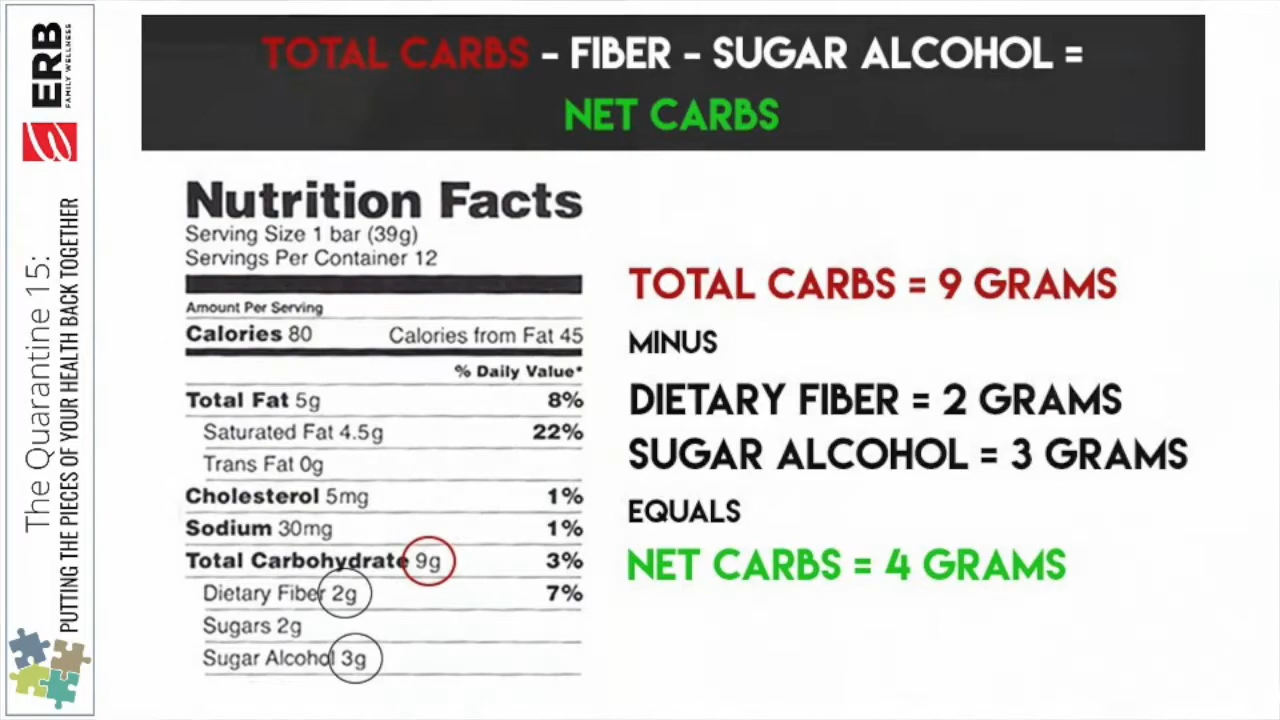 TOTAL CARBS - FIBER - SUGAR ALCOHOL =
NET CARBS
ERB
FAMILY WELLNESS
The Quarantine 15:
PUTTING THE PIECES OF YOUR HEALTH BACK TOGETHER
Nutrition Facts
Serving Size 1 bar (39g)
Servings Per Container 12
Amount Per Serving
Calories 80 Calories from Fat 45
% Daily Value*
Total Fat 5g 8%
Saturated Fat 4.5g 22%
Trans Fat 0g
Cholesterol 5mg 1%
Sodium 30mg 1%
Total Carbohydrate 9g 3%
Dietary Fiber 2g 7%
Sugars 2g
Sugar Alcohol 3g
TOTAL CARBS = 9 GRAMS
MINUS
DIETARY FIBER = 2 GRAMS
SUGAR ALCOHOL = 3 GRAMS
EQUALS
NET CARBS = 4 GRAMS